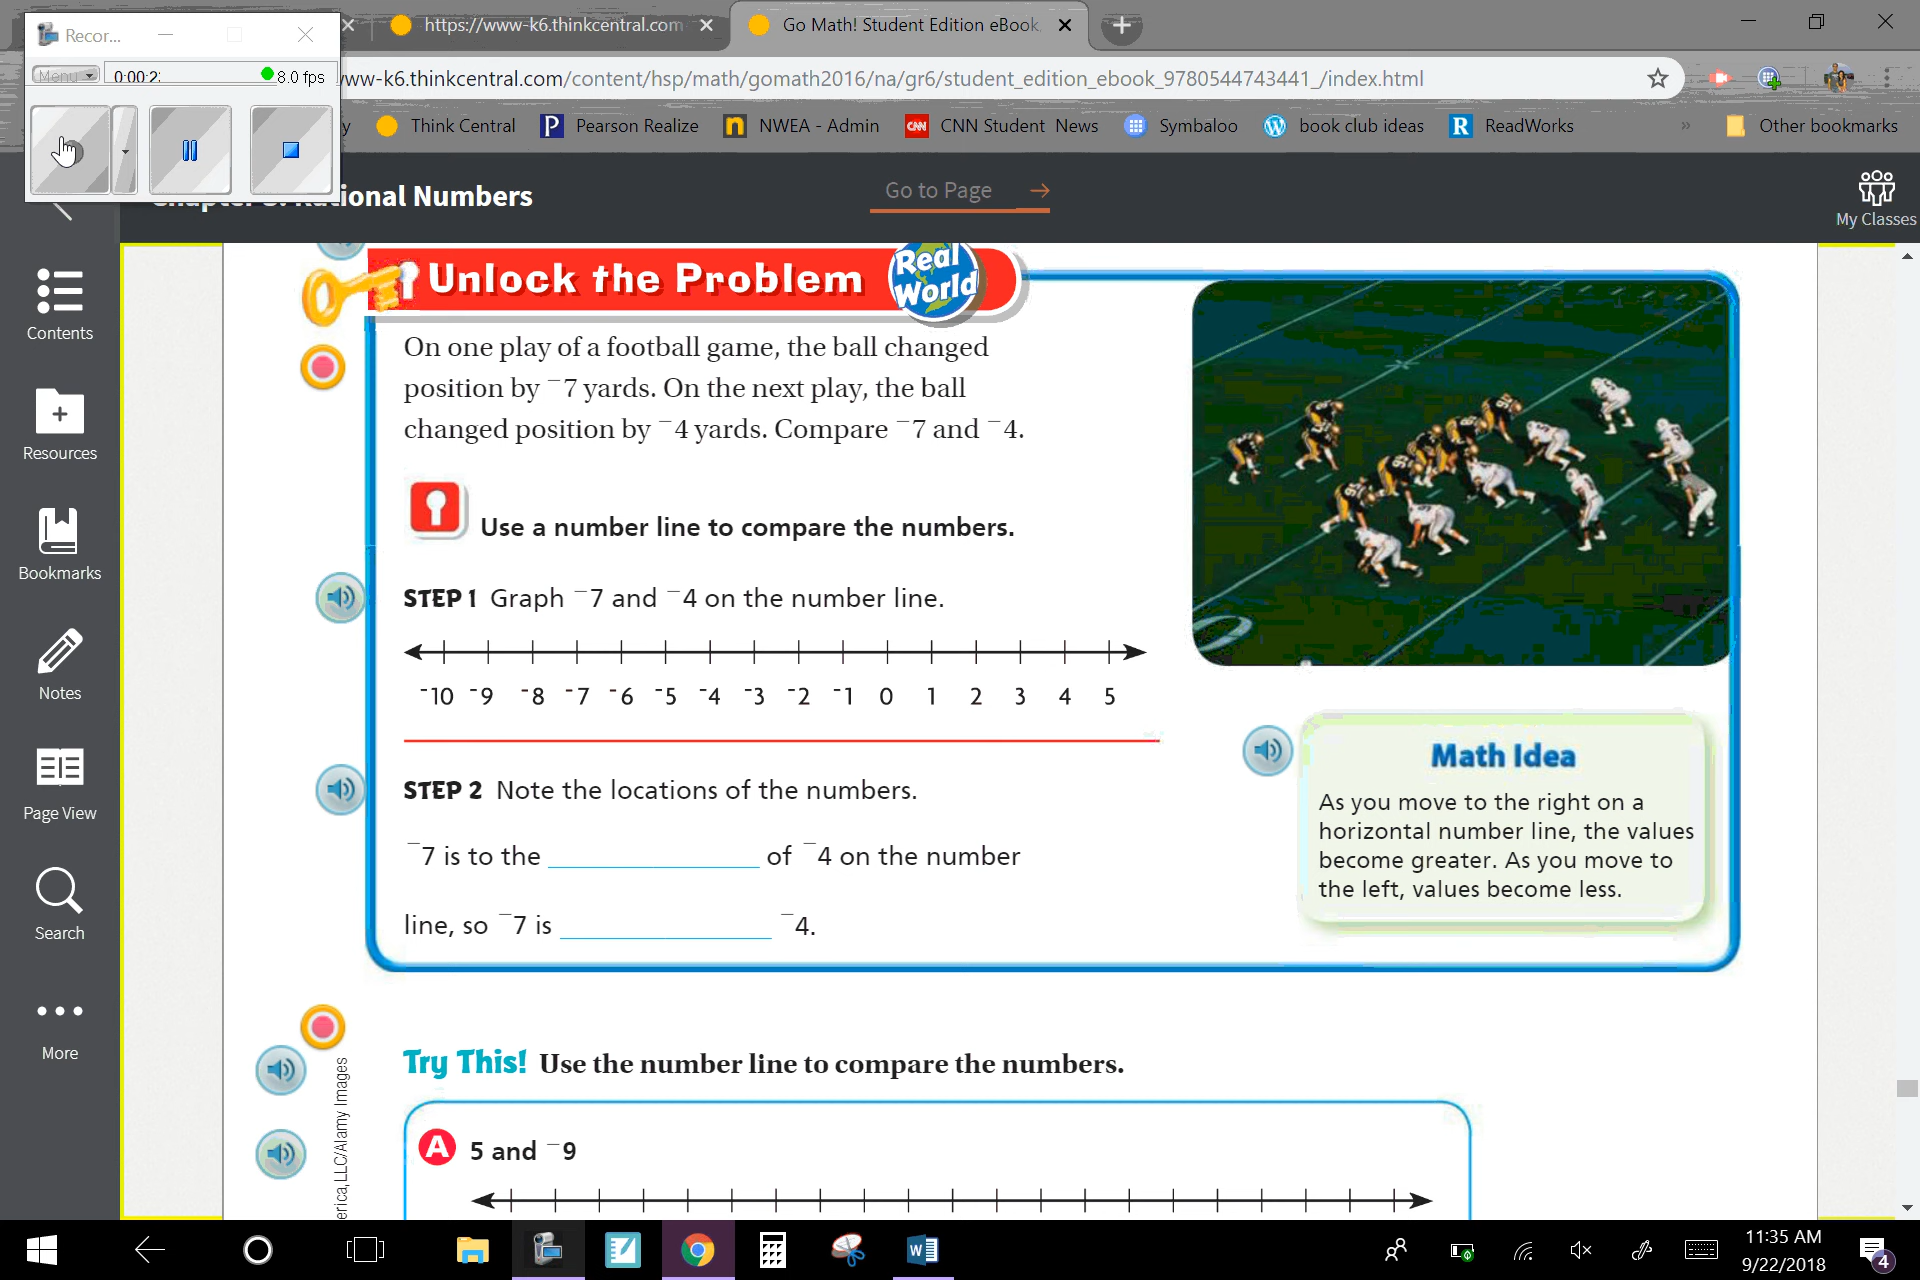 Recor...
Menu
8.0 fps
https://www-k6.thinkcentral.com
Go Math! Student Edition eBook
ww-k6.thinkcentral.com/content/hsp/math/gomath2016/na/gr6/student_edition_ebook_9780544743441_/index.html
Think Central
Pearson Realize
NWEA - Admin
CNN Student News
Symbaloo
book club ideas
ReadWorks
Other bookmarks
Rational Numbers
Go to Page
My Classes
Contents
Resources
Bookmarks
Notes
Page View
Search
More
Unlock the Problem
Real World
On one play of a football game, the ball changed
position by ⁻7 yards. On the next play, the ball
changed position by ⁻4 yards. Compare ⁻7 and ⁻4.
Use a number line to compare the numbers.
STEP 1 Graph ⁻7 and ⁻4 on the number line.
⁻10 ⁻9 ⁻8 ⁻7 ⁻6 ⁻5 ⁻4 ⁻3 ⁻2 ⁻1 0 1 2 3 4 5
STEP 2 Note the locations of the numbers.
⁻7 is to the ____________ of ⁻4 on the number
line, so ⁻7 is ____________ ⁻4.
Math Idea
As you move to the right on a
horizontal number line, the values
become greater. As you move to
the left, values become less.
erica, LLC/Alamy Images
Try This! Use the number line to compare the numbers.
A 5 and ⁻9
11:35 AM
9/22/2018
4